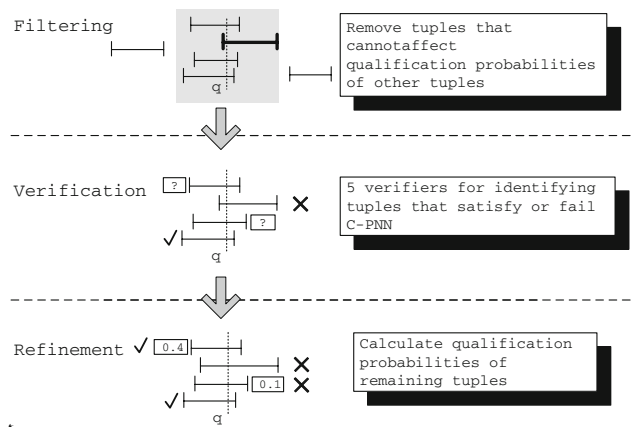 Filtering
Remove tuples that
cannotaffect
qualification probabilities
of other tuples
q
Verification
?
?
q
5 verifiers for identifying
tuples that satisfy or fail
C-PNN
Refinement
0.4
0.1
q
Calculate qualification
probabilities of
remaining tuples